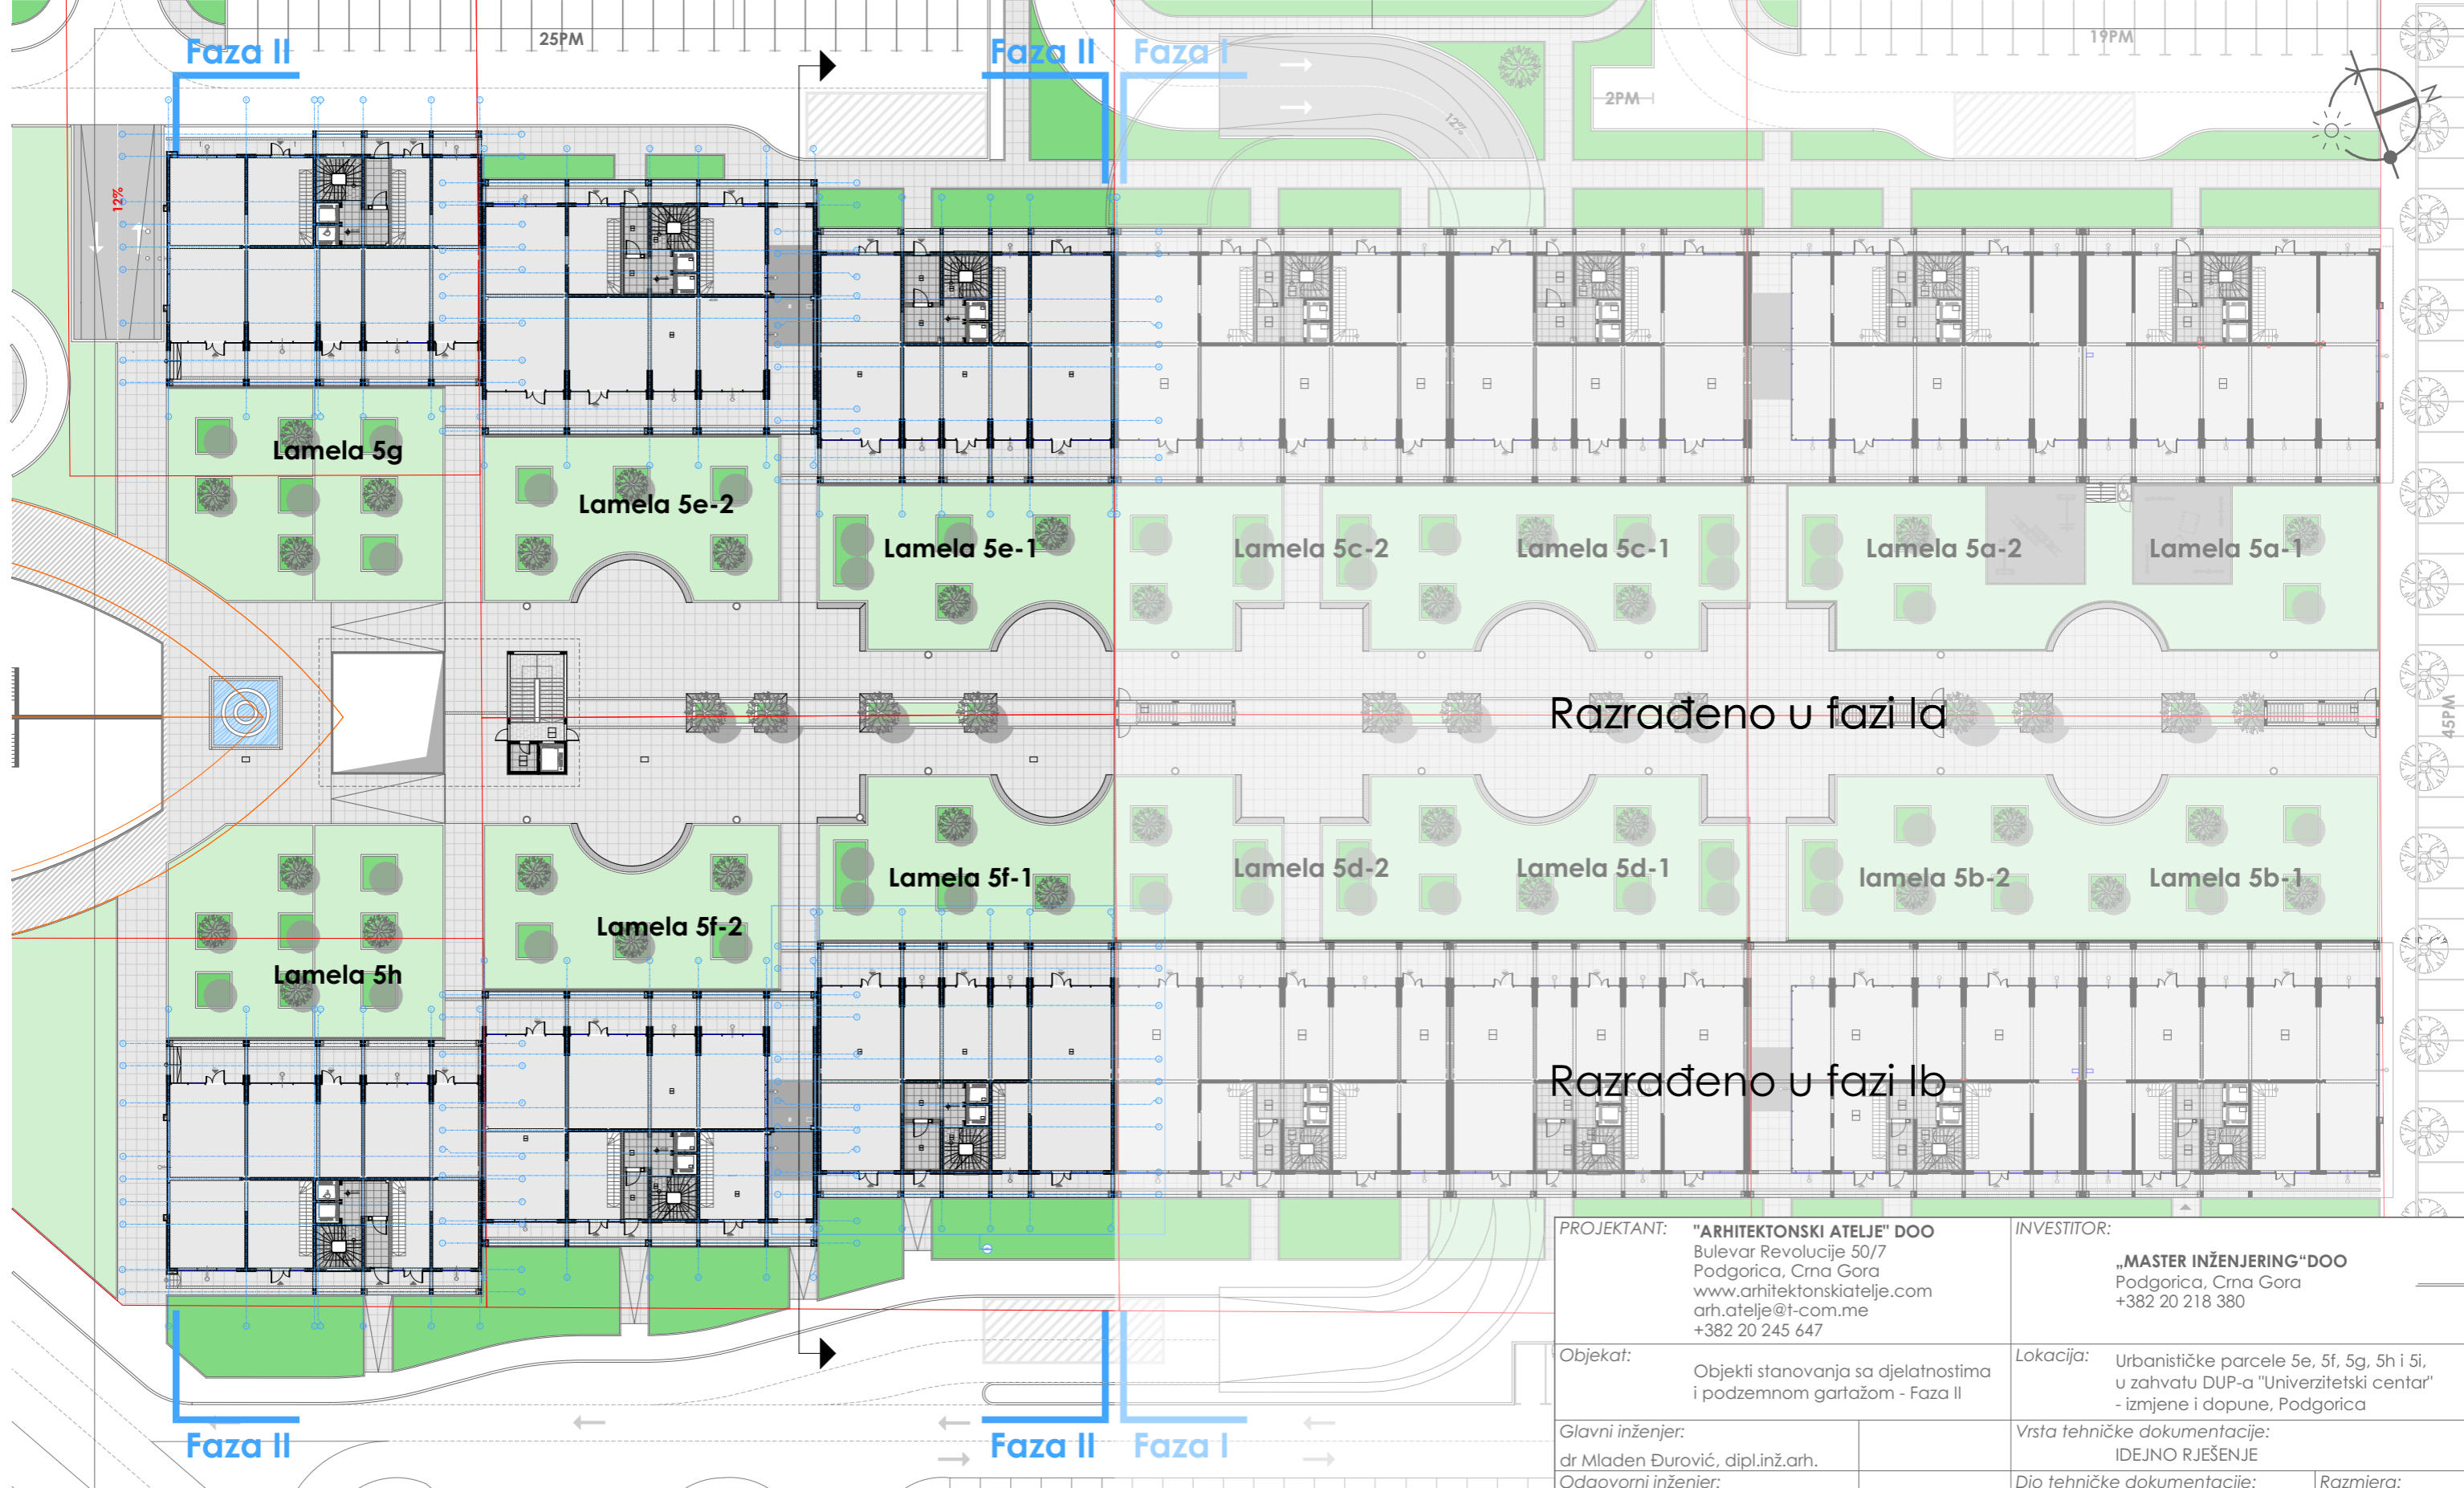 25PM
19PM
Faza II
Faza II
Faza I
2PM
12%
N
12%
Lamela 5g
Lamela 5e-2
Lamela 5e-1
Lamela 5c-2
Lamela 5c-1
Lamela 5a-2
Lamela 5a-1
Razrađeno u fazi Ia
45PM
Lamela 5f-1
Lamela 5d-2
Lamela 5d-1
lamela 5b-2
Lamela 5b-1
Lamela 5f-2
Lamela 5h
Razrađeno u fazi Ib
Faza II
Faza II
Faza I
PROJEKTANT:
"ARHITEKTONSKI ATELJE" DOO
Bulevar Revolucije 50/7
Podgorica, Crna Gora
www.arhitektonskiatelje.com
arh.atelje@t-com.me
+382 20 245 647
INVESTITOR:
„MASTER INŽENJERING“DOO
Podgorica, Crna Gora
+382 20 218 380
Objekat:
Objekti stanovanja sa djelatnostima
i podzemnom gartažom - Faza II
Lokacija:
Urbanističke parcele 5e, 5f, 5g, 5h i 5i,
u zahvatu DUP-a "Univerzitetski centar"
- izmjene i dopune, Podgorica
Glavni inženjer:
dr Mladen Đurović, dipl.inž.arh.
Vrsta tehničke dokumentacije:
IDEJNO RJEŠENJE
Odgovorni inženjer:
Dio tehničke dokumentacije:
Razmjera: